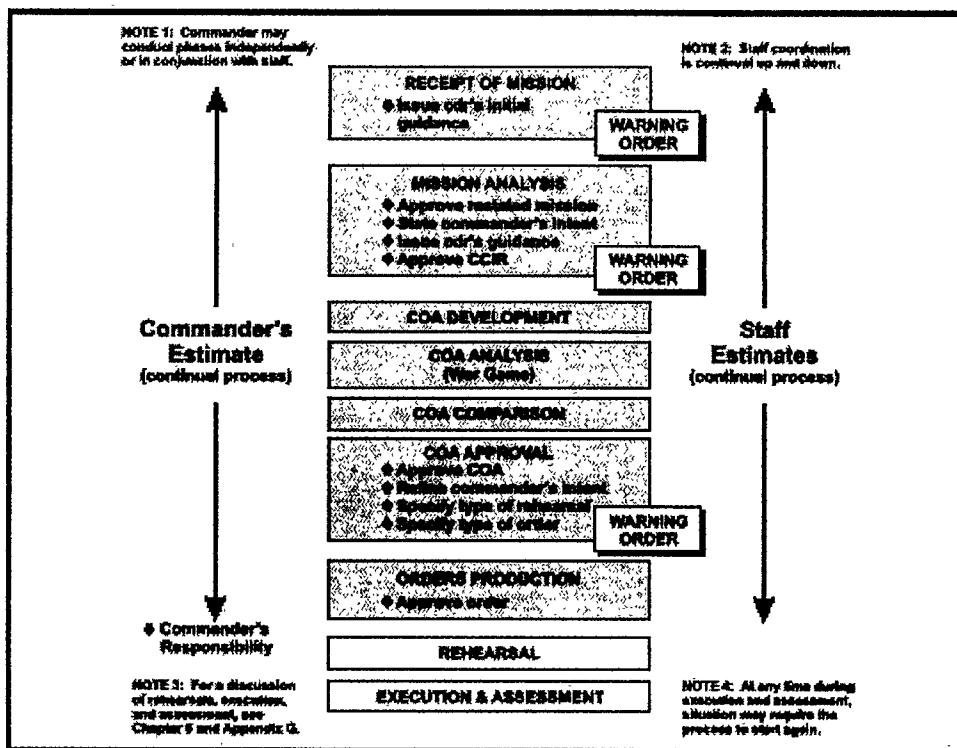 NOTE 1: Commander may
conduct phases independently
or in conjunction with staff.
NOTE 2: Staff coordination
is continual up and down.
RECEIPT OF MISSION
❖ Issue cdr's initial
guidance
WARNING
ORDER
MISSION ANALYSIS
❖ Approve restated mission
❖ State commander's intent
❖ Issue cdr's guidance
❖ Approve CCIR
WARNING
ORDER
COA DEVELOPMENT
Commander's
Estimate
(continual process)
Staff
Estimates
(continual process)
COA ANALYSIS
(War Game)
COA COMPARISON
COA APPROVAL
❖ Approve COA
❖ Refine commander's intent
❖ Specify type of rehearsal
❖ Specify type of order
WARNING
ORDER
ORDERS PRODUCTION
❖ Approve order
❖ Commander's
Responsibility
REHEARSAL
EXECUTION & ASSESSMENT
NOTE 3: For a discussion
of rehearsals, execution,
and assessment, see
Chapter 6 and Appendix G.
NOTE 4: At any time during
execution and assessment,
situation may require the
process to start again.